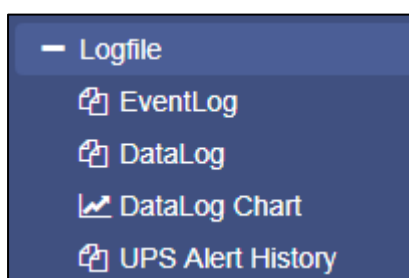 Logfile
EventLog
DataLog
DataLog Chart
UPS Alert History